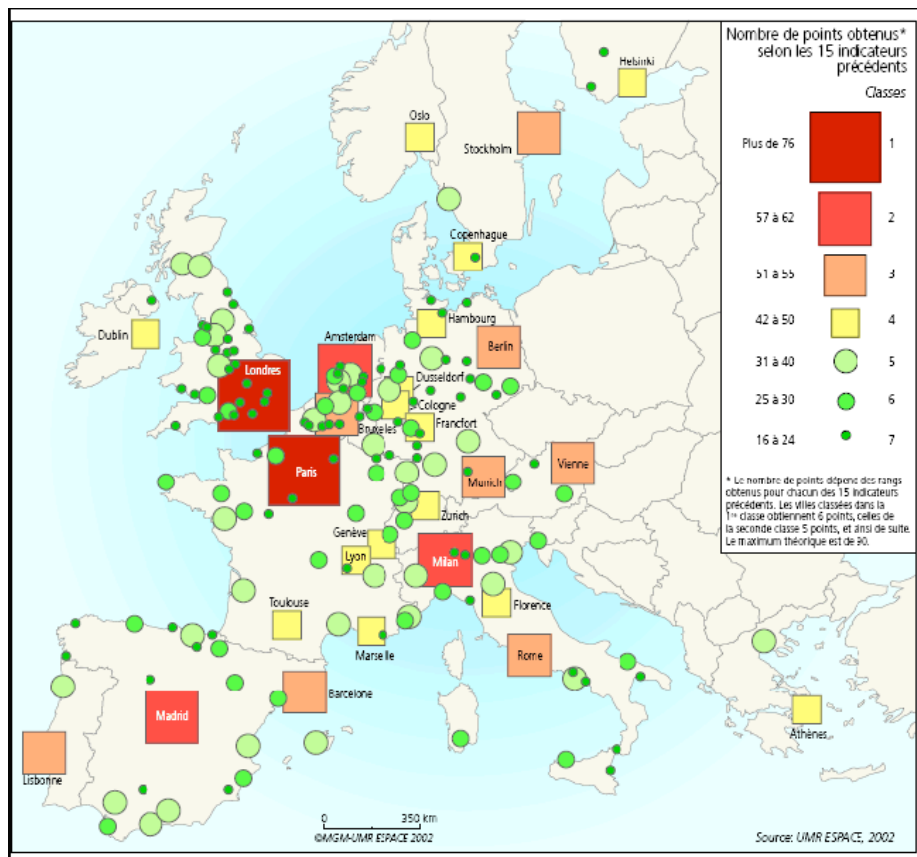 Nombre de points obtenus*
selon les 15 indicateurs
précédents
Classes
Plus de 76 1
57 à 62 2
51 à 55 3
42 à 50 4
31 à 40 5
25 à 30 6
16 à 24 7
* Le nombre de points dépend des rangs
obtenus pour chacun des 15 indicateurs
précédents. Les villes classées dans la
1re classe obtiennent 6 points, celles de
la seconde classe 5 points, et ainsi de suite.
Le maximum théorique est de 90.
Helsinki
Oslo
Stockholm
Copenhague
Dublin
Hambourg
Amsterdam
Berlin
Londres
Dusseldorf
Cologne
Bruxelles
Francfort
Paris
Munich
Vienne
Zurich
Genève
Lyon
Milan
Toulouse
Florence
Marseille
Rome
Barcelone
Madrid
Athènes
Lisbonne
0 350 km
©MGM-UMR ESPACE 2002
Source: UMR ESPACE, 2002